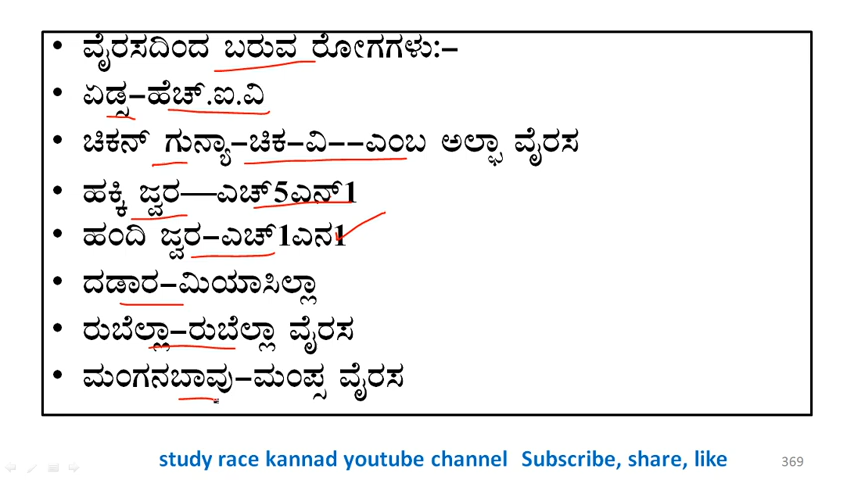 • ವೈರಸದಿಂದ ಬರುವ ರೋಗಗಳು:–
• ಏಡ್ಸ–ಹೆಚ್.ಐ.ವಿ
• ಚಿಕನ್ ಗುನ್ಯಾ–ಚಿಕ–ವಿ––ಎಂಬ ಅಲ್ಫಾ ವೈರಸ
• ಹಕ್ಕಿ ಜ್ವರ—ಎಚ್5ಎನ್1
• ಹಂದಿ ಜ್ವರ–ಎಚ್1ಎನ1
• ದಡಾರ–ಮಿಯಾಸಿಲ್ಲಾ
• ರುಬೆಲ್ಲಾ–ರುಬೆಲ್ಲಾ ವೈರಸ
• ಮಂಗನಬಾವು–ಮಂಪ್ಸ ವೈರಸ
study race kannad youtube channel Subscribe, share, like
369